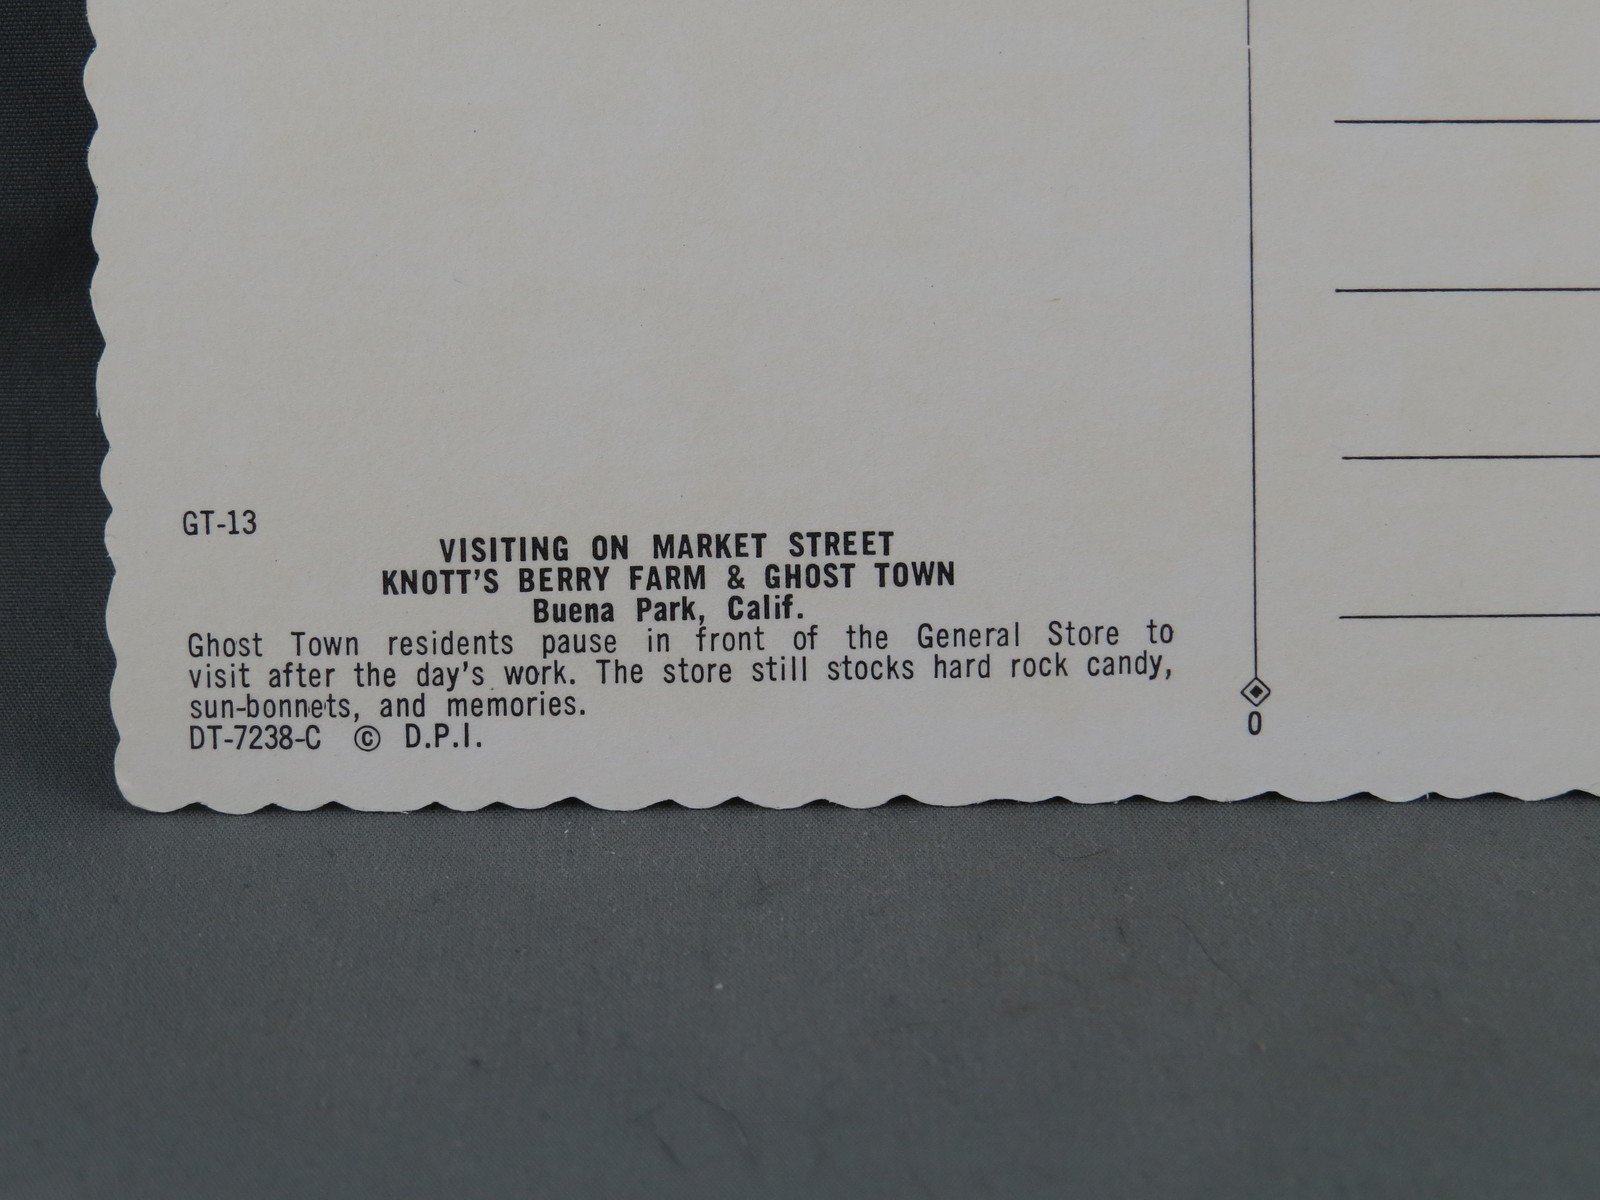 GT-13
VISITING ON MARKET STREET
KNOTT'S BERRY FARM & GHOST TOWN
Buena Park, Calif.
Ghost Town residents pause in front of the General Store to
visit after the day's work. The store still stocks hard rock candy,
sun-bonnets, and memories.
DT-7238-C © D.P.I.
0